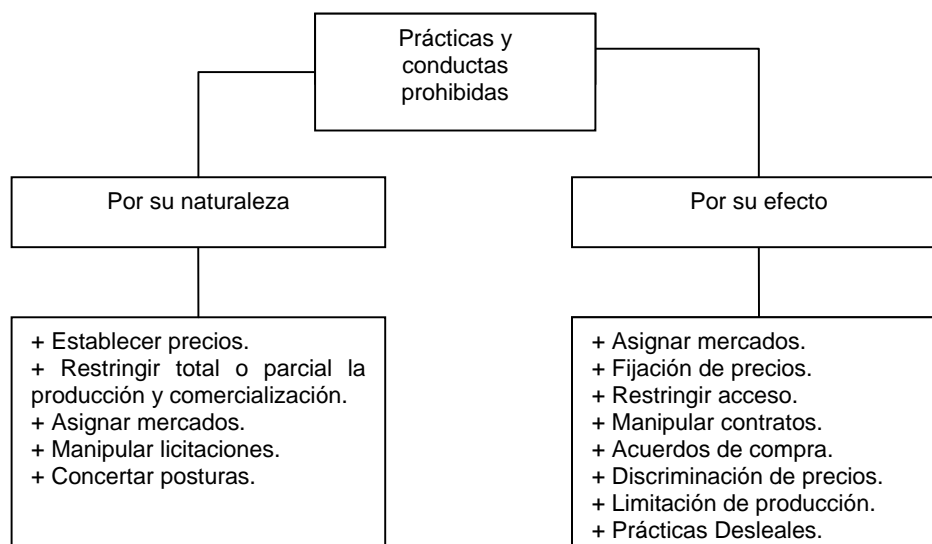 Prácticas y
conductas
prohibidas
Por su naturaleza
Por su efecto
+ Establecer precios.
+ Restringir total o parcial la
producción y comercialización.
+ Asignar mercados.
+ Manipular licitaciones.
+ Concertar posturas.
+ Asignar mercados.
+ Fijación de precios.
+ Restringir acceso.
+ Manipular contratos.
+ Acuerdos de compra.
+ Discriminación de precios.
+ Limitación de producción.
+ Prácticas Desleales.